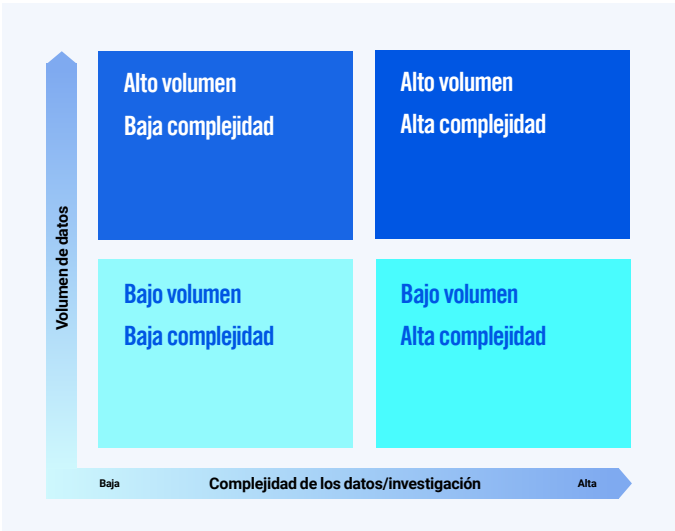 Alto volumen
Baja complejidad
Alto volumen
Alta complejidad
Volumen de datos
Bajo volumen
Baja complejidad
Bajo volumen
Alta complejidad
Baja
Complejidad de los datos/investigación
Alta